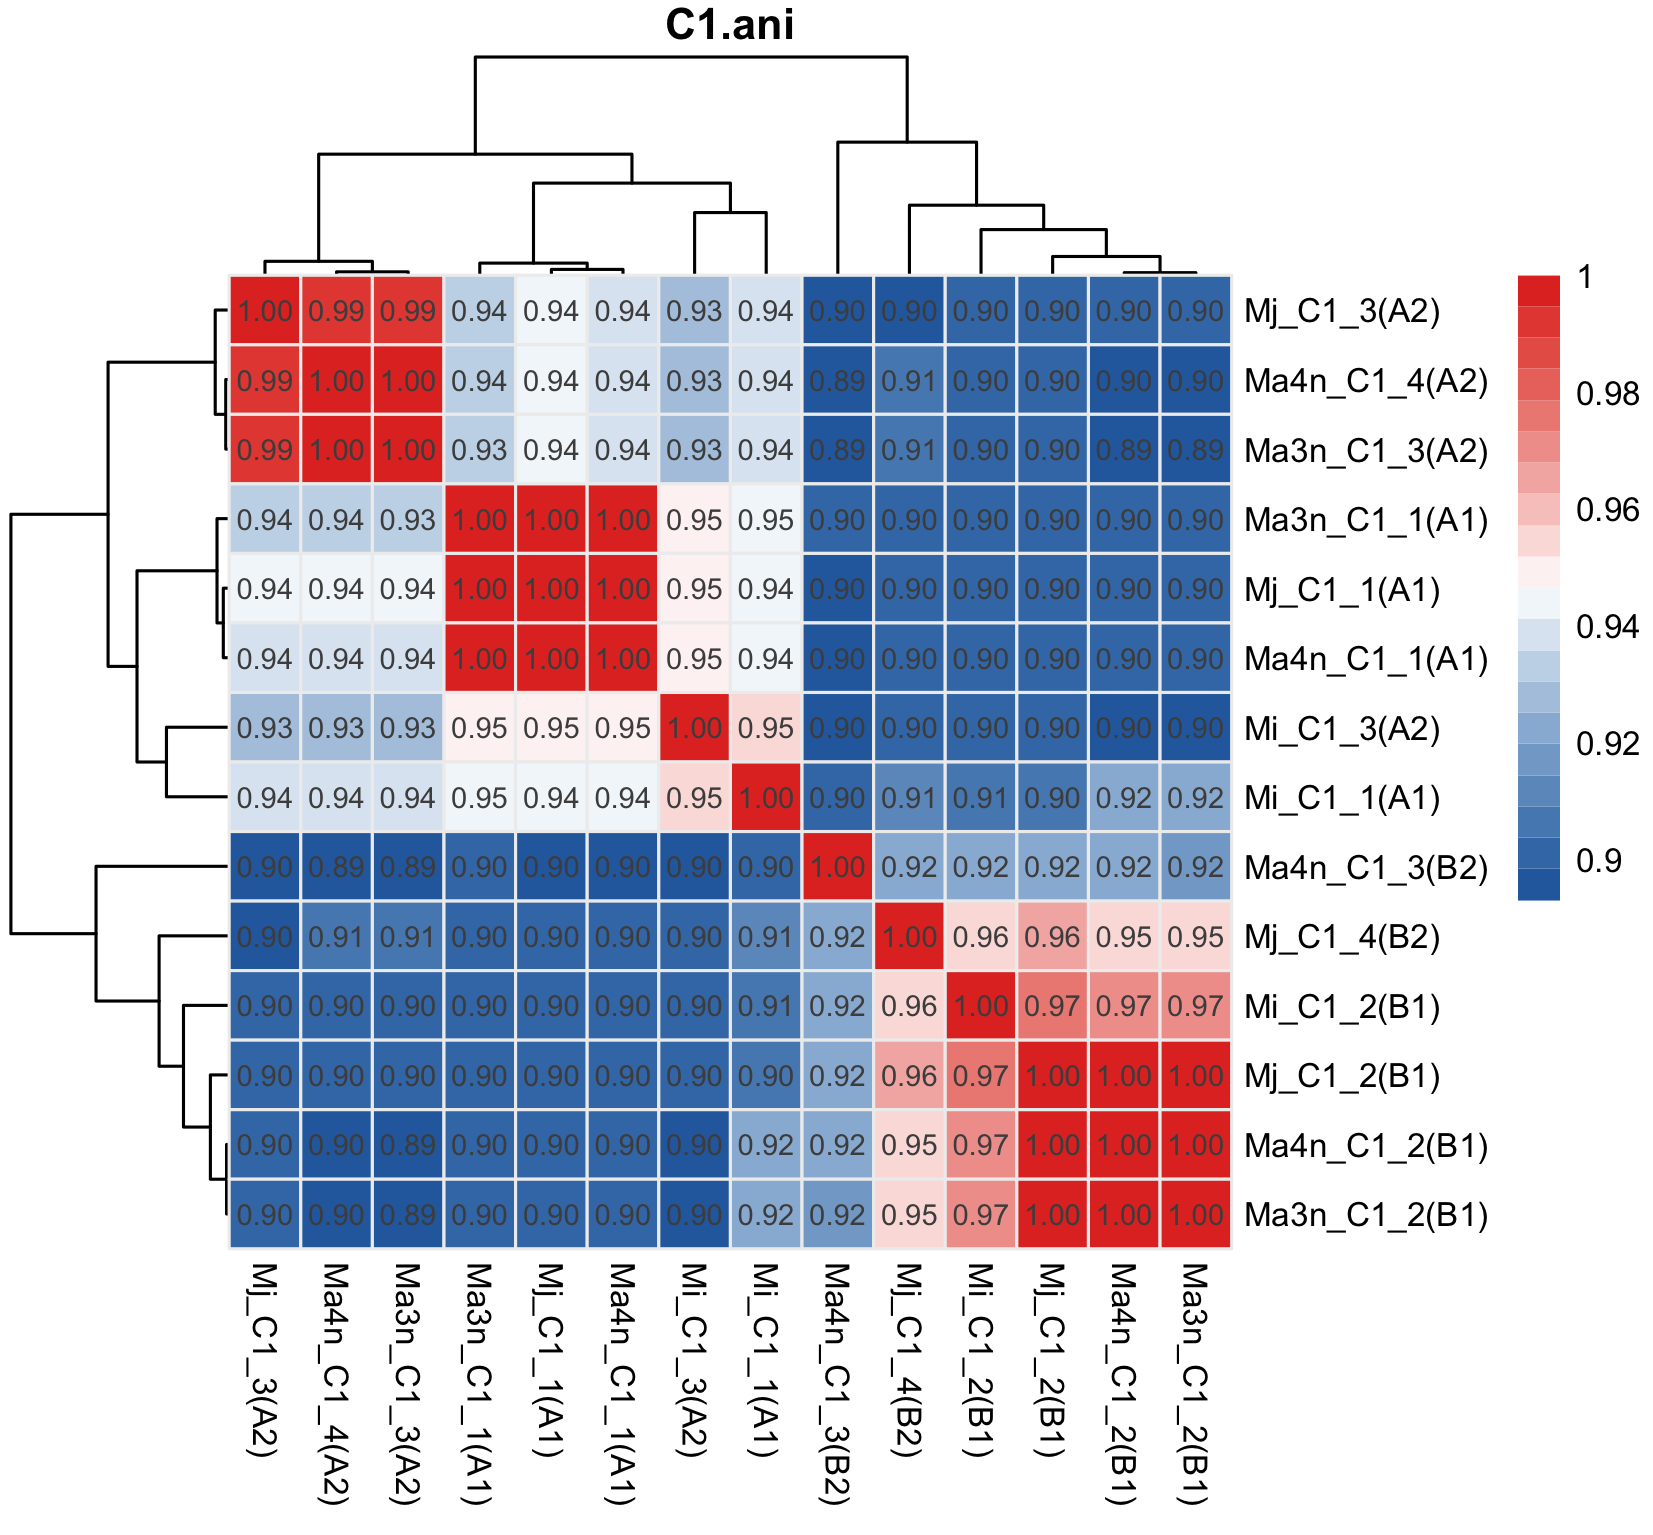 C1.ani
1.00 0.99 0.99 0.94 0.94 0.94 0.93 0.94 0.90 0.90 0.90 0.90 0.90 0.90 Mj_C1_3(A2)
0.99 1.00 1.00 0.94 0.94 0.94 0.93 0.94 0.89 0.91 0.90 0.90 0.90 0.90 Ma4n_C1_4(A2)
0.99 1.00 1.00 0.93 0.94 0.94 0.93 0.94 0.89 0.91 0.90 0.90 0.89 0.89 Ma3n_C1_3(A2)
0.94 0.94 0.93 1.00 1.00 1.00 0.95 0.95 0.90 0.90 0.90 0.90 0.90 0.90 Ma3n_C1_1(A1)
0.94 0.94 0.94 1.00 1.00 1.00 0.95 0.94 0.90 0.90 0.90 0.90 0.90 0.90 Mj_C1_1(A1)
0.94 0.94 0.94 1.00 1.00 1.00 0.95 0.94 0.90 0.90 0.90 0.90 0.90 0.90 Ma4n_C1_1(A1)
0.93 0.93 0.93 0.95 0.95 0.95 1.00 0.95 0.90 0.90 0.90 0.90 0.90 0.90 Mi_C1_3(A2)
0.94 0.94 0.94 0.95 0.94 0.94 0.95 1.00 0.90 0.91 0.91 0.90 0.92 0.92 Mi_C1_1(A1)
0.90 0.89 0.89 0.90 0.90 0.90 0.90 0.90 1.00 0.92 0.92 0.92 0.92 0.92 Ma4n_C1_3(B2)
0.90 0.91 0.91 0.90 0.90 0.90 0.90 0.91 0.92 1.00 0.96 0.96 0.95 0.95 Mj_C1_4(B2)
0.90 0.90 0.90 0.90 0.90 0.90 0.90 0.91 0.92 0.96 1.00 0.97 0.97 0.97 Mi_C1_2(B1)
0.90 0.90 0.90 0.90 0.90 0.90 0.90 0.90 0.92 0.96 0.97 1.00 1.00 1.00 Mj_C1_2(B1)
0.90 0.90 0.89 0.90 0.90 0.90 0.90 0.92 0.92 0.95 0.97 1.00 1.00 1.00 Ma4n_C1_2(B1)
0.90 0.90 0.89 0.90 0.90 0.90 0.90 0.92 0.92 0.95 0.97 1.00 1.00 1.00 Ma3n_C1_2(B1)
Mj_C1_3(A2)
Ma4n_C1_4(A2)
Ma3n_C1_3(A2)
Ma3n_C1_1(A1)
Mj_C1_1(A1)
Ma4n_C1_1(A1)
Mi_C1_3(A2)
Mi_C1_1(A1)
Ma4n_C1_3(B2)
Mj_C1_4(B2)
Mi_C1_2(B1)
Mj_C1_2(B1)
Ma4n_C1_2(B1)
Ma3n_C1_2(B1)
1
0.98
0.96
0.94
0.92
0.9